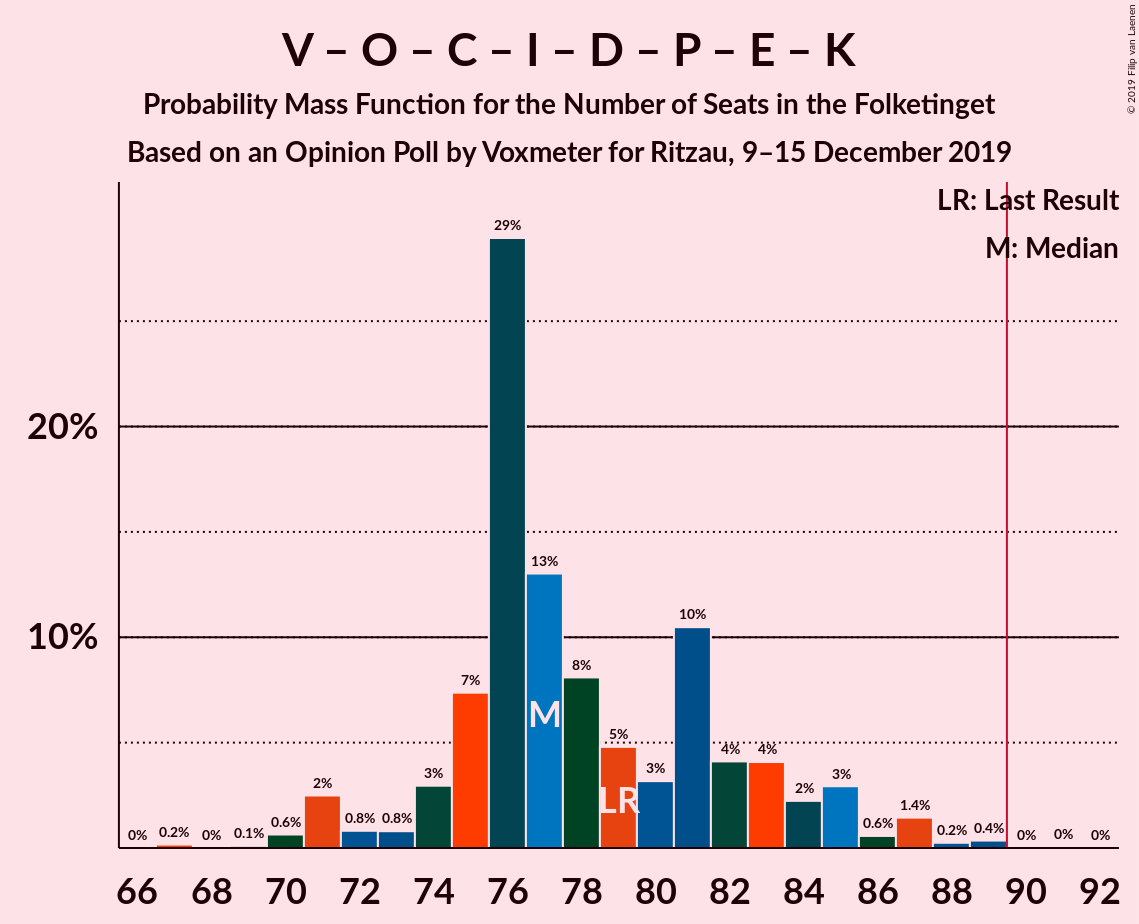 V – O – C – I – D – P – E – K
Probability Mass Function for the Number of Seats in the Folketinget
Based on an Opinion Poll by Voxmeter for Ritzau, 9–15 December 2019
© 2019 Filip van Laenen
LR: Last Result
M: Median
20%
10%
0% 0.2% 0% 0.1% 0.6% 2% 0.8% 0.8% 3% 7% 29% 13% 8% 5% 3% 10% 4% 4% 2% 3% 0.6% 1.4% 0.2% 0.4% 0% 0% 0%
M
LR
66 68 70 72 74 76 78 80 82 84 86 88 90 92